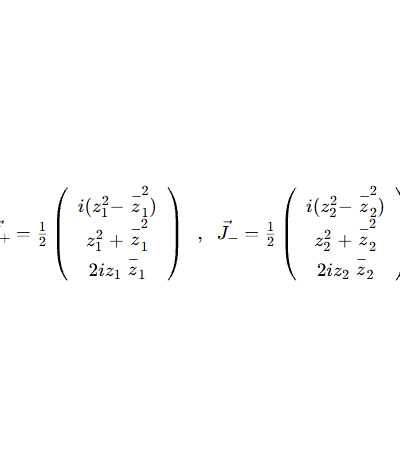 ⃗₊ = ½ ( i(z₁² − z̄₁²) ; z₁² + z̄₁² ; 2iz₁ z̄₁ ) , J⃗₋ = ½ ( i(z₂² − z̄₂²) ; z₂² + z̄₂² ; 2iz₂ z̄₂ )